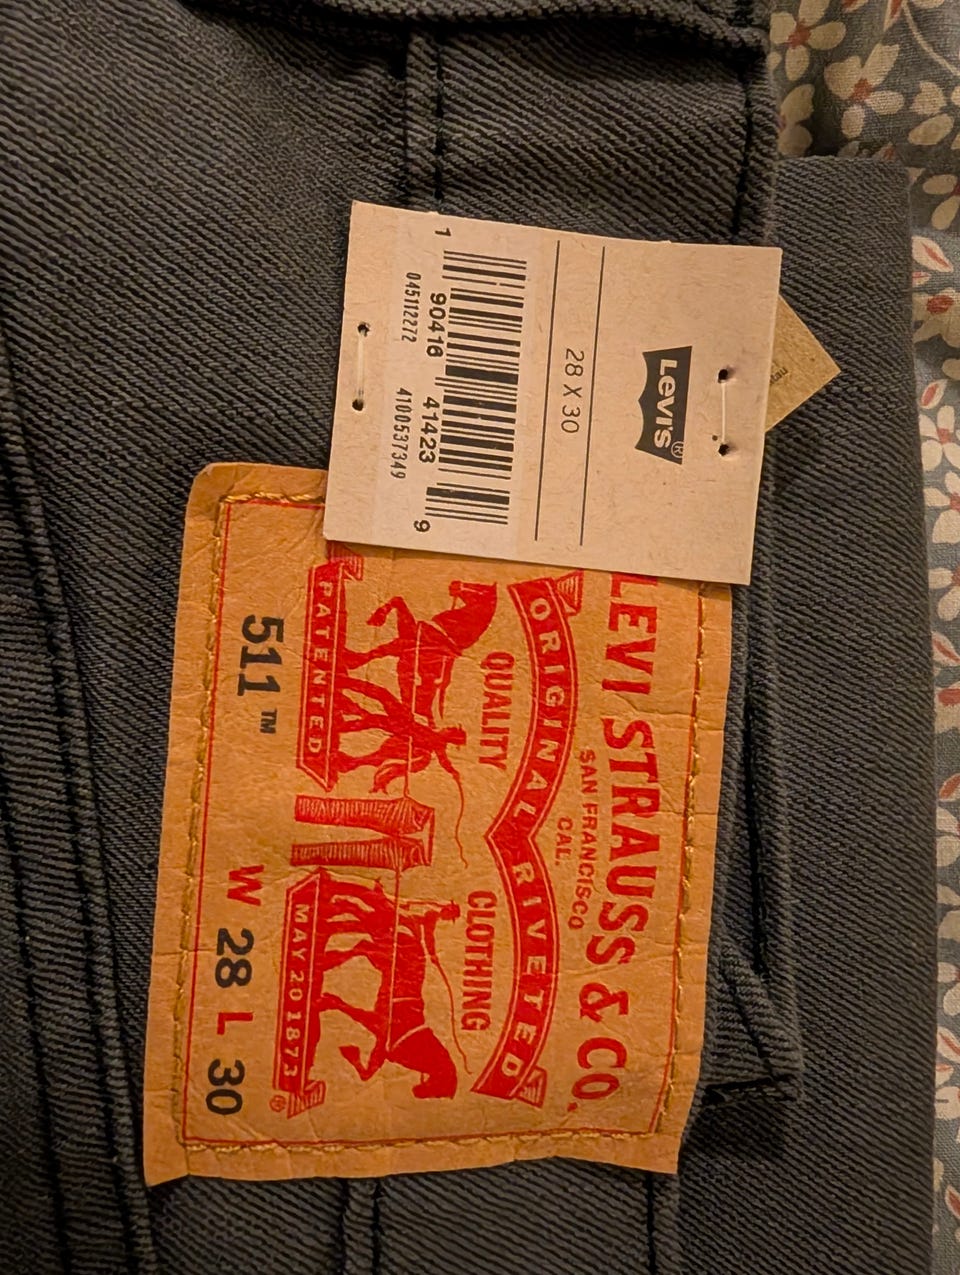 LEVI'S®
28 X 30
1 90416 41423 9
045112272 4100537349
LEVI STRAUSS & CO.
SAN FRANCISCO
CAL.
ORIGINAL RIVETED
QUALITY CLOTHING
PATENTED MAY 20 1873
®
511™ W 28 L 30